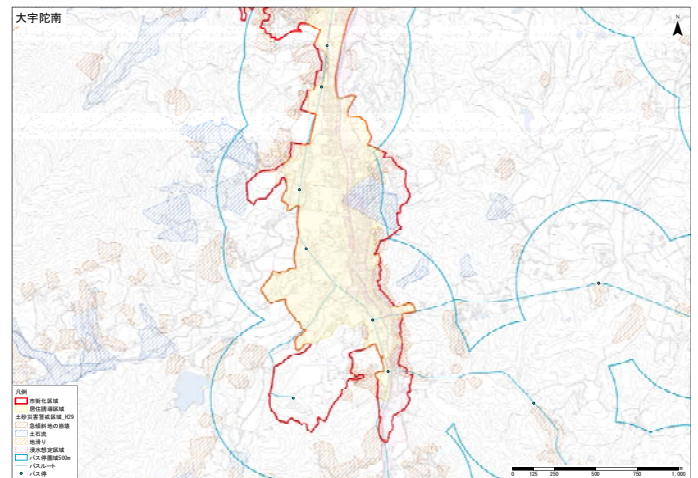 大宇陀南
N
凡例
市街化区域
居住誘導区域
土砂災害警戒区域_H29
急傾斜地の崩壊
土石流
地滑り
浸水想定区域
バス停圏域500m
バスルート
バス停
0 125 250 500 750 1,000